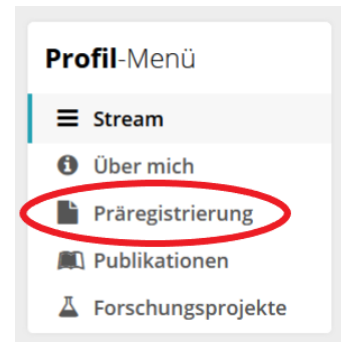 Profil-Menü
Stream
Über mich
Präregistrierung
Publikationen
Forschungsprojekte